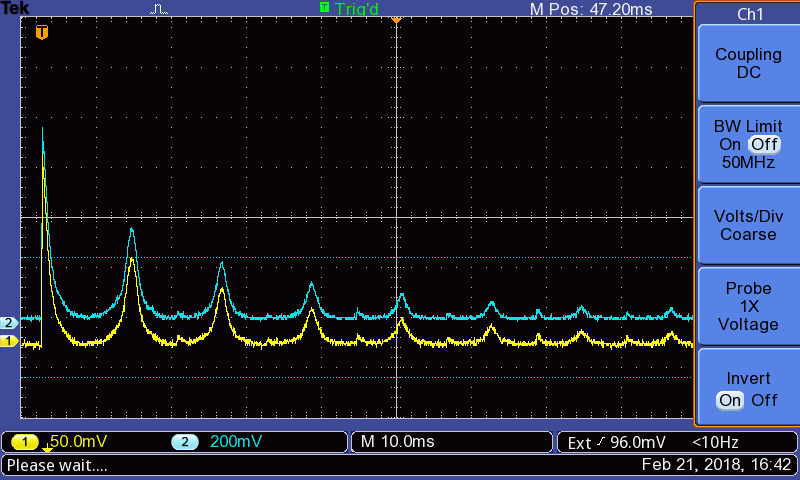 Tek T Trig'd M Pos: 47.20ms
Ch1
T
Coupling
DC
BW Limit
On Off
50MHz
Volts/Div
Coarse
Probe
1X
Voltage
2
1
Invert
On Off
1 50.0mV 2 200mV M 10.0ms Ext 96.0mV <10Hz
Please wait.... Feb 21, 2018, 16:42